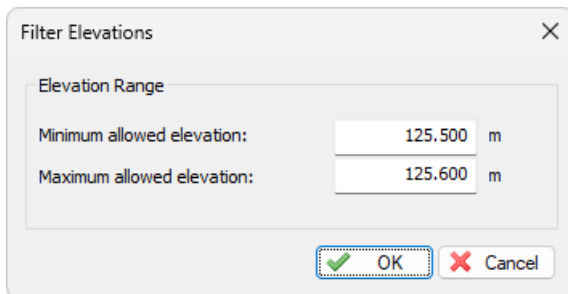 Filter Elevations
Elevation Range
Minimum allowed elevation: 125.500 m
Maximum allowed elevation: 125.600 m
OK Cancel